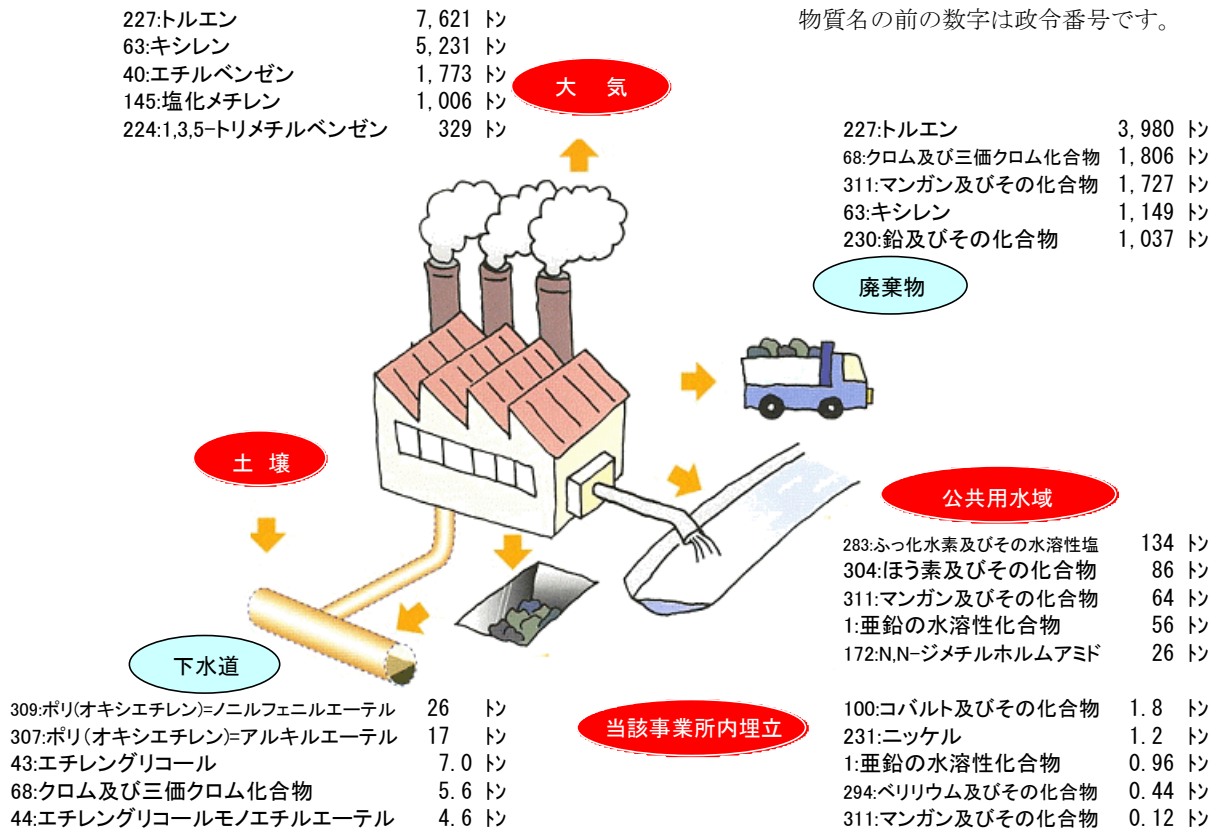 227:トルエン 7,621 トン
63:キシレン 5,231 トン
40:エチルベンゼン 1,773 トン
145:塩化メチレン 1,006 トン
224:1,3,5-トリメチルベンゼン 329 トン
大 気
物質名の前の数字は政令番号です。
227:トルエン 3,980 トン
68:クロム及び三価クロム化合物 1,806 トン
311:マンガン及びその化合物 1,727 トン
63:キシレン 1,149 トン
230:鉛及びその化合物 1,037 トン
廃棄物
土 壌
公共用水域
283:ふっ化水素及びその水溶性塩 134 トン
304:ほう素及びその化合物 86 トン
311:マンガン及びその化合物 64 トン
1:亜鉛の水溶性化合物 56 トン
172:N,N-ジメチルホルムアミド 26 トン
下水道
309:ポリ(オキシエチレン)=ノニルフェニルエーテル 26 トン
307:ポリ(オキシエチレン)=アルキルエーテル 17 トン
43:エチレングリコール 7.0 トン
68:クロム及び三価クロム化合物 5.6 トン
44:エチレングリコールモノエチルエーテル 4.6 トン
当該事業所内埋立
100:コバルト及びその化合物 1.8 トン
231:ニッケル 1.2 トン
1:亜鉛の水溶性化合物 0.96 トン
294:ベリリウム及びその化合物 0.44 トン
311:マンガン及びその化合物 0.12 トン